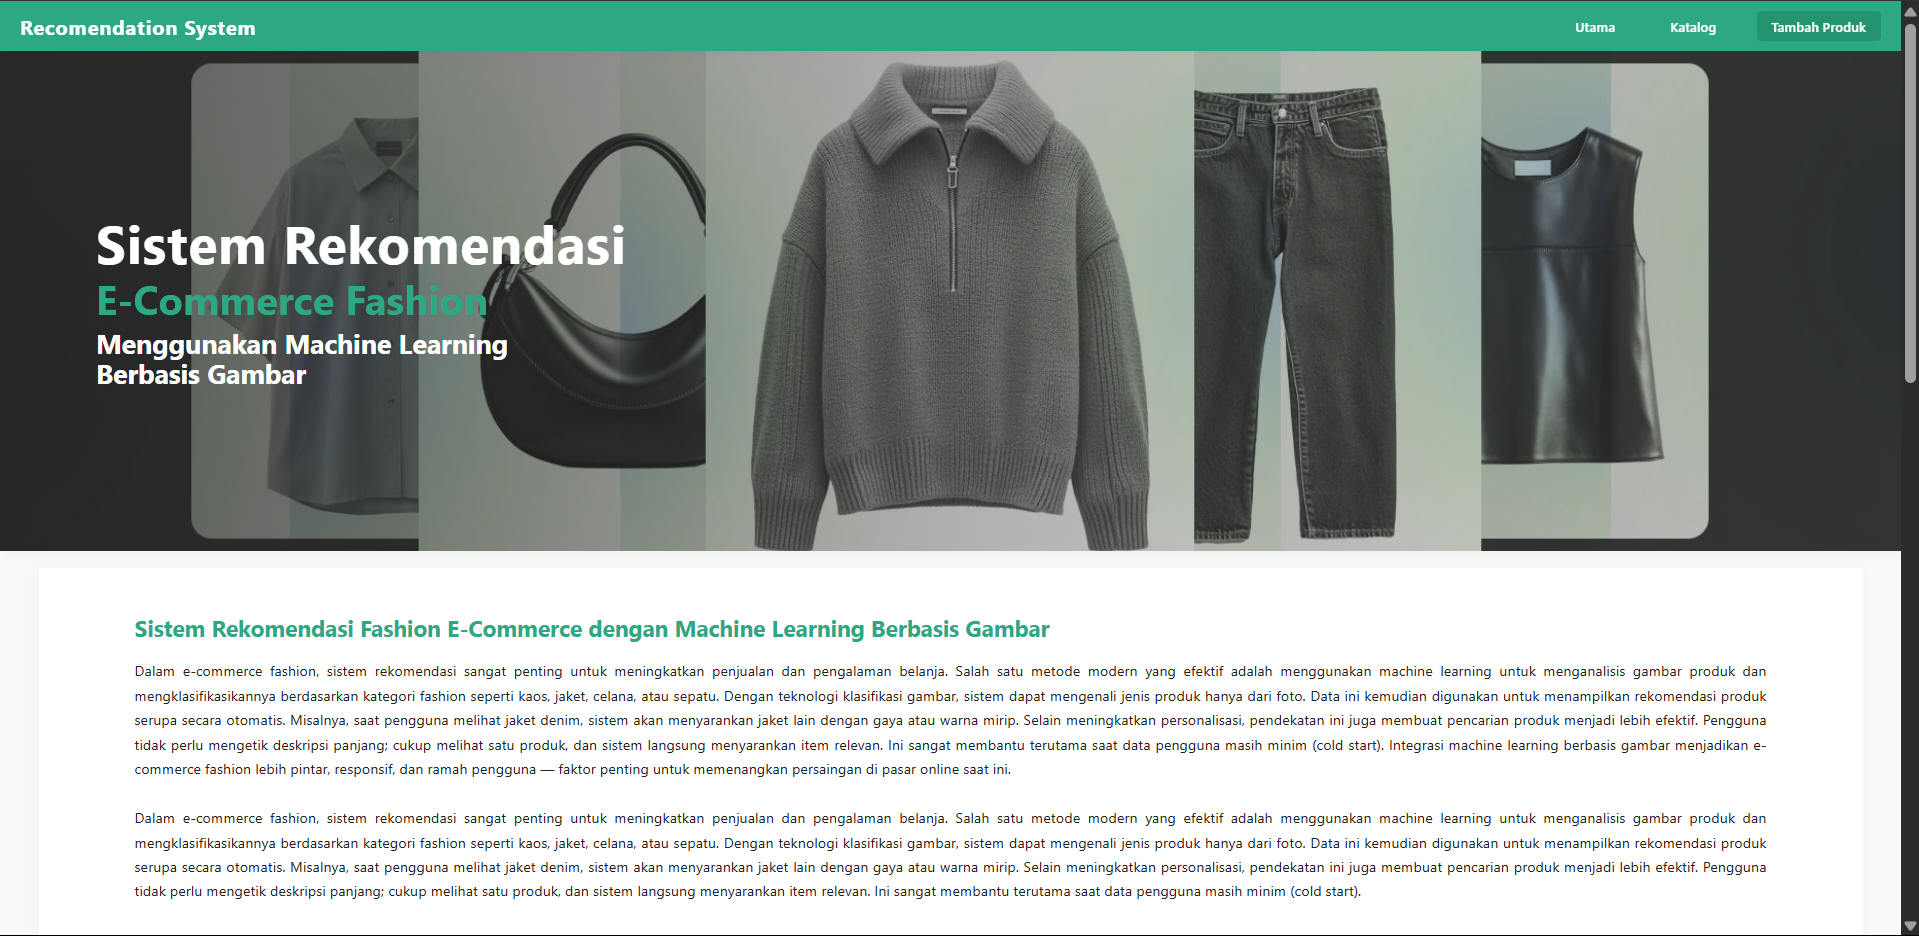 Recomendation System
Utama
Katalog
Tambah Produk
Sistem Rekomendasi
E-Commerce Fashion
Menggunakan Machine Learning
Berbasis Gambar
Sistem Rekomendasi Fashion E-Commerce dengan Machine Learning Berbasis Gambar
Dalam e-commerce fashion, sistem rekomendasi sangat penting untuk meningkatkan penjualan dan pengalaman belanja. Salah satu metode modern yang efektif adalah menggunakan machine learning untuk menganalisis gambar produk dan
mengklasifikasikannya berdasarkan kategori fashion seperti kaos, jaket, celana, atau sepatu. Dengan teknologi klasifikasi gambar, sistem dapat mengenali jenis produk hanya dari foto. Data ini kemudian digunakan untuk menampilkan rekomendasi produk
serupa secara otomatis. Misalnya, saat pengguna melihat jaket denim, sistem akan menyarankan jaket lain dengan gaya atau warna mirip. Selain meningkatkan personalisasi, pendekatan ini juga membuat pencarian produk menjadi lebih efektif. Pengguna
tidak perlu mengetik deskripsi panjang; cukup melihat satu produk, dan sistem langsung menyarankan item relevan. Ini sangat membantu terutama saat data pengguna masih minim (cold start). Integrasi machine learning berbasis gambar menjadikan e-
commerce fashion lebih pintar, responsif, dan ramah pengguna — faktor penting untuk memenangkan persaingan di pasar online saat ini.
Dalam e-commerce fashion, sistem rekomendasi sangat penting untuk meningkatkan penjualan dan pengalaman belanja. Salah satu metode modern yang efektif adalah menggunakan machine learning untuk menganalisis gambar produk dan
mengklasifikasikannya berdasarkan kategori fashion seperti kaos, jaket, celana, atau sepatu. Dengan teknologi klasifikasi gambar, sistem dapat mengenali jenis produk hanya dari foto. Data ini kemudian digunakan untuk menampilkan rekomendasi produk
serupa secara otomatis. Misalnya, saat pengguna melihat jaket denim, sistem akan menyarankan jaket lain dengan gaya atau warna mirip. Selain meningkatkan personalisasi, pendekatan ini juga membuat pencarian produk menjadi lebih efektif. Pengguna
tidak perlu mengetik deskripsi panjang; cukup melihat satu produk, dan sistem langsung menyarankan item relevan. Ini sangat membantu terutama saat data pengguna masih minim (cold start).